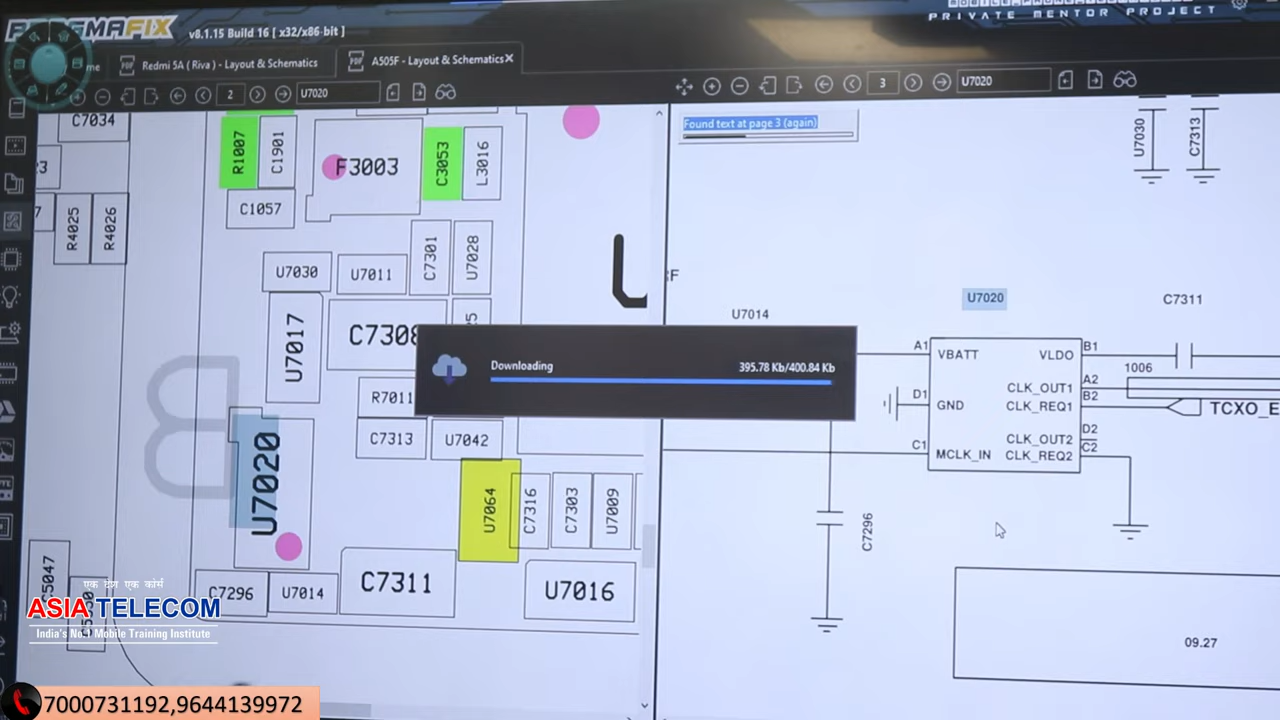 PRAGMAFIX v8.1.15 Build 16 [ x32/x86-bit ]
PRIVATE MENTOR PROJECT
me
Redmi 5A ( Riva ) - Layout & Schematics
A505F - Layout & Schematics
2
U7020
3
U7020
Found text at page 3 (again)
C7034
R1007
C1901
F3003
C3053
L3016
C1057
R4025
R4026
U7030
U7011
C7301
U7028
U7017
C7308
R7011
C7313
U7042
U7020
U7064
C7316
C7303
U7009
C7296
U7014
C7311
U7016
C5047
Downloading
395.78 Kb/400.84 Kb
U7030
C7313
U7014
U7020
C7311
A1
VBATT
VLDO
B1
1006
CLK_OUT1
A2
D1
GND
CLK_REQ1
B2
TCXO_E
CLK_OUT2
D2
C1
MCLK_IN
CLK_REQ2
C2
C7296
09.27
एक देश एक कोर्स
ASIA TELECOM
India's No.1 Mobile Training Institute
7000731192,9644139972